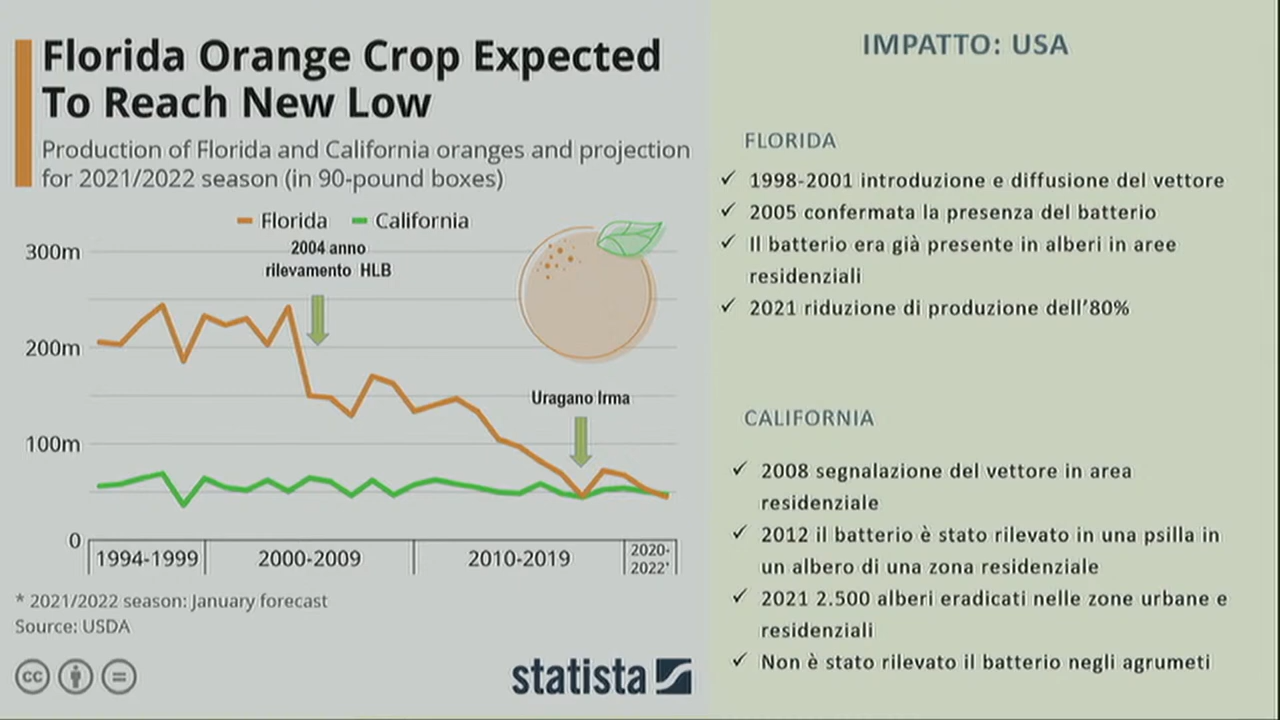 Florida Orange Crop Expected
To Reach New Low
Production of Florida and California oranges and projection
for 2021/2022 season (in 90-pound boxes)
Florida California
2004 anno
rilevamento HLB
300m
200m
Uragano Irma
100m
0
1994-1999 2000-2009 2010-2019 2020-
2022*
* 2021/2022 season: January forecast
Source: USDA
cc
statista
IMPATTO: USA
FLORIDA
✓ 1998-2001 introduzione e diffusione del vettore
✓ 2005 confermata la presenza del batterio
✓ Il batterio era già presente in alberi in aree
residenziali
✓ 2021 riduzione di produzione dell’80%
CALIFORNIA
✓ 2008 segnalazione del vettore in area
residenziale
✓ 2012 il batterio è stato rilevato in una psilla in
un albero di una zona residenziale
✓ 2021 2.500 alberi eradicati nelle zone urbane e
residenziali
✓ Non è stato rilevato il batterio negli agrumeti